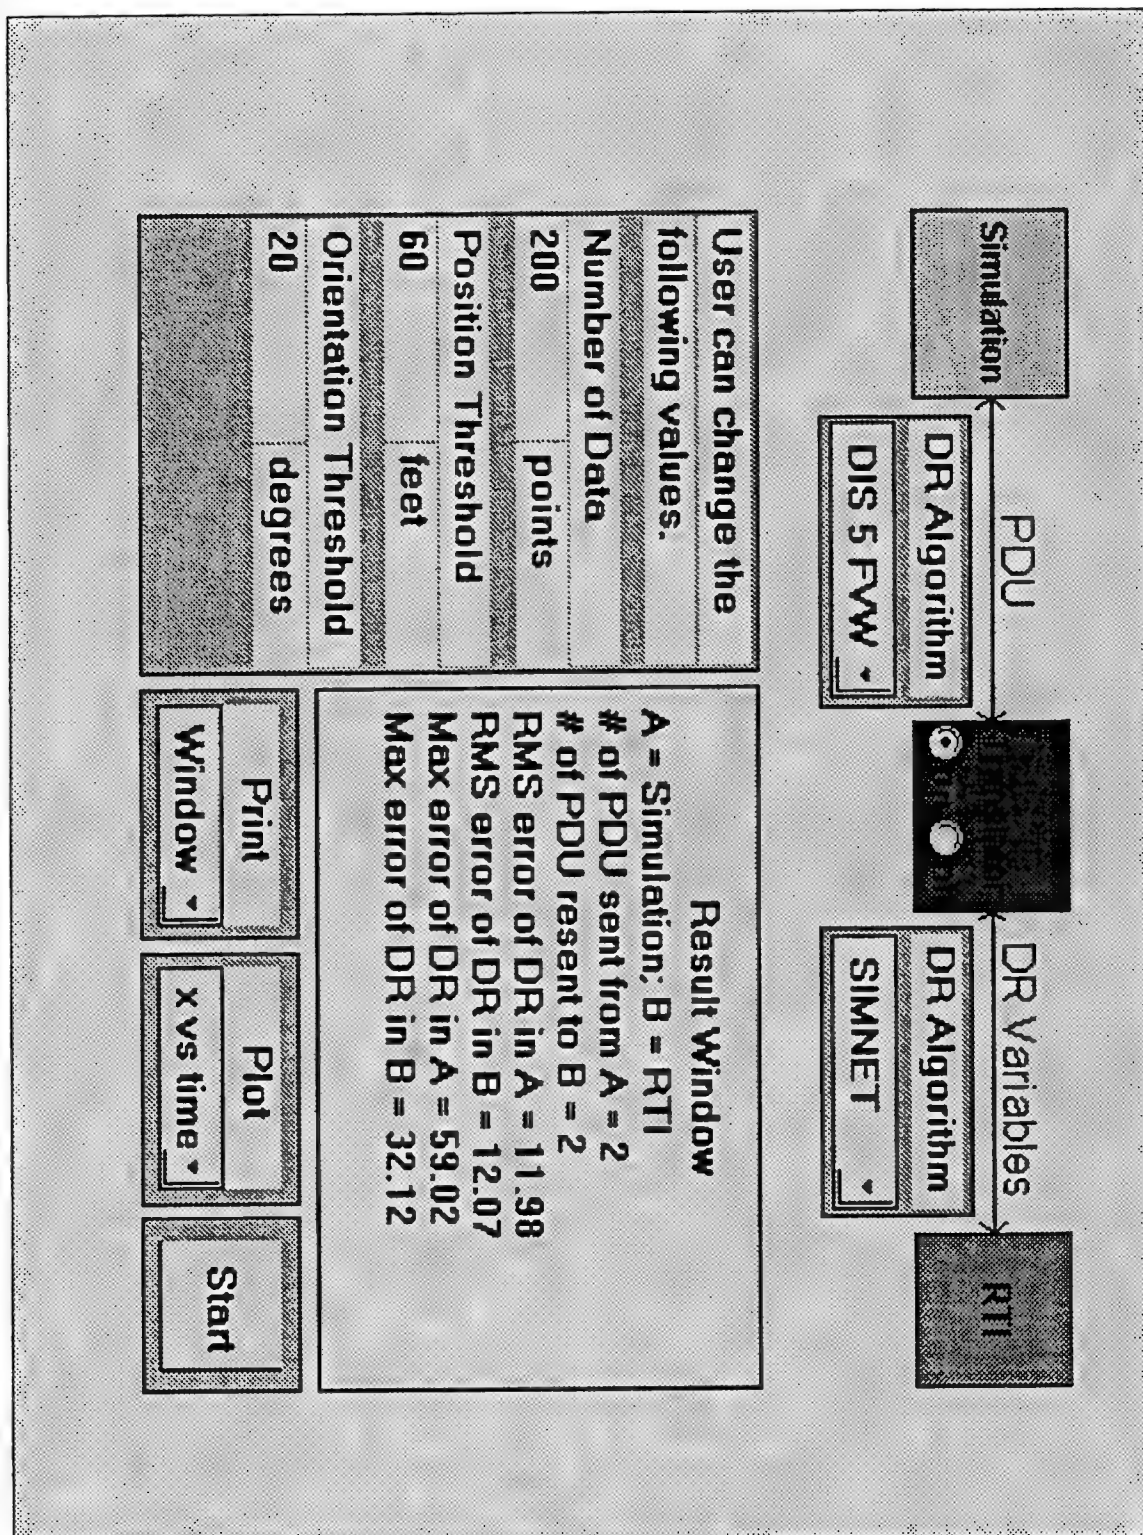 Simulation
PDU
DR Algorithm
DIS 5 FVW
DR Variables
DR Algorithm
SIMNET
RTI
User can change the
following values.
Number of Data
200 points
Position Threshold
60 feet
Orientation Threshold
20 degrees
Result Window
A = Simulation; B = RTI
# of PDU sent from A = 2
# of PDU resent to B = 2
RMS error of DR in A = 11.98
RMS error of DR in B = 12.07
Max error of DR in A = 59.02
Max error of DR in B = 32.12
Print
Window
Plot
x vs time
Start